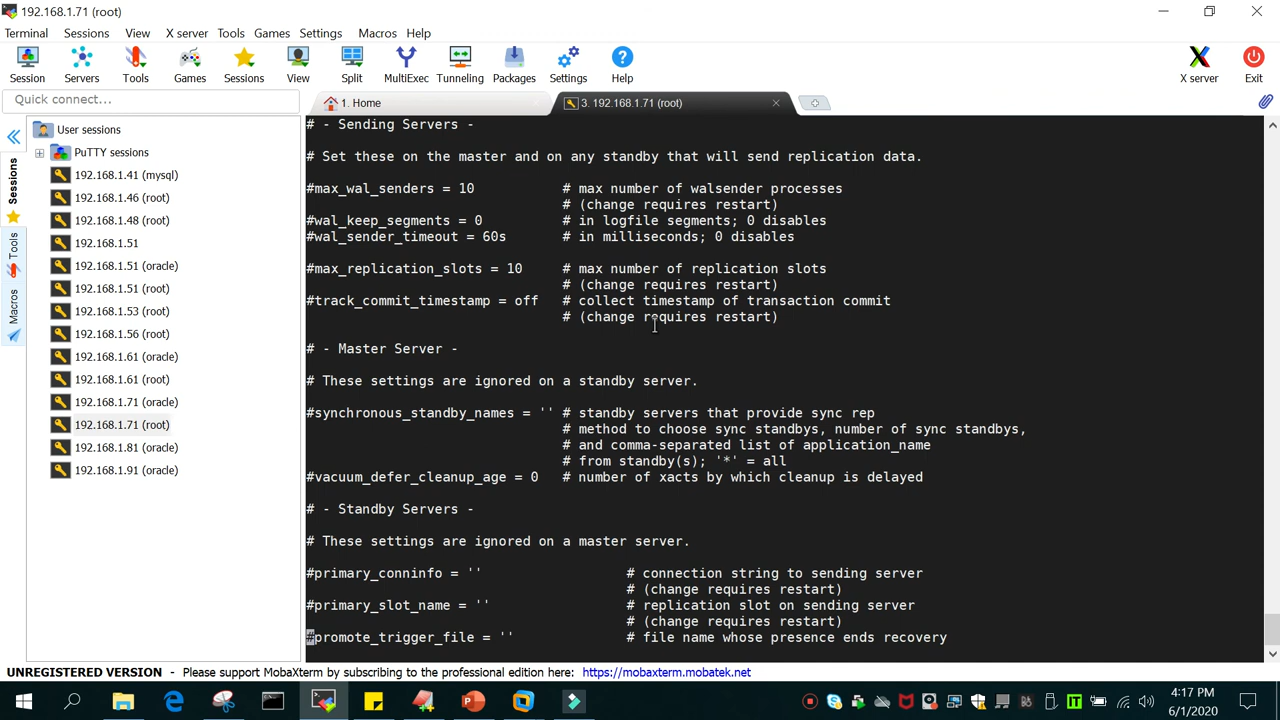 192.168.1.71 (root)
Terminal Sessions View X server Tools Games Settings Macros Help
Session Servers Tools Games Sessions View Split MultiExec Tunneling Packages Settings Help X server Exit
Quick connect...
1. Home
3. 192.168.1.71 (root)
Sessions
Tools
Macros
User sessions
PuTTY sessions
192.168.1.41 (mysql)
192.168.1.46 (root)
192.168.1.48 (root)
192.168.1.51
192.168.1.51 (oracle)
192.168.1.51 (root)
192.168.1.53 (root)
192.168.1.56 (root)
192.168.1.61 (oracle)
192.168.1.61 (root)
192.168.1.71 (oracle)
192.168.1.71 (root)
192.168.1.81 (oracle)
192.168.1.91 (oracle)
# - Sending Servers -
# Set these on the master and on any standby that will send replication data.
#max_wal_senders = 10 # max number of walsender processes
# (change requires restart)
#wal_keep_segments = 0 # in logfile segments; 0 disables
#wal_sender_timeout = 60s # in milliseconds; 0 disables
#max_replication_slots = 10 # max number of replication slots
# (change requires restart)
#track_commit_timestamp = off # collect timestamp of transaction commit
# (change requires restart)
# - Master Server -
# These settings are ignored on a standby server.
#synchronous_standby_names = '' # standby servers that provide sync rep
# method to choose sync standbys, number of sync standbys,
# and comma-separated list of application_name
# from standby(s); '*' = all
#vacuum_defer_cleanup_age = 0 # number of xacts by which cleanup is delayed
# - Standby Servers -
# These settings are ignored on a master server.
#primary_conninfo = '' # connection string to sending server
# (change requires restart)
#primary_slot_name = '' # replication slot on sending server
# (change requires restart)
#promote_trigger_file = '' # file name whose presence ends recovery
UNREGISTERED VERSION - Please support MobaXterm by subscribing to the professional edition here: https://mobaxterm.mobatek.net
4:17 PM
6/1/2020